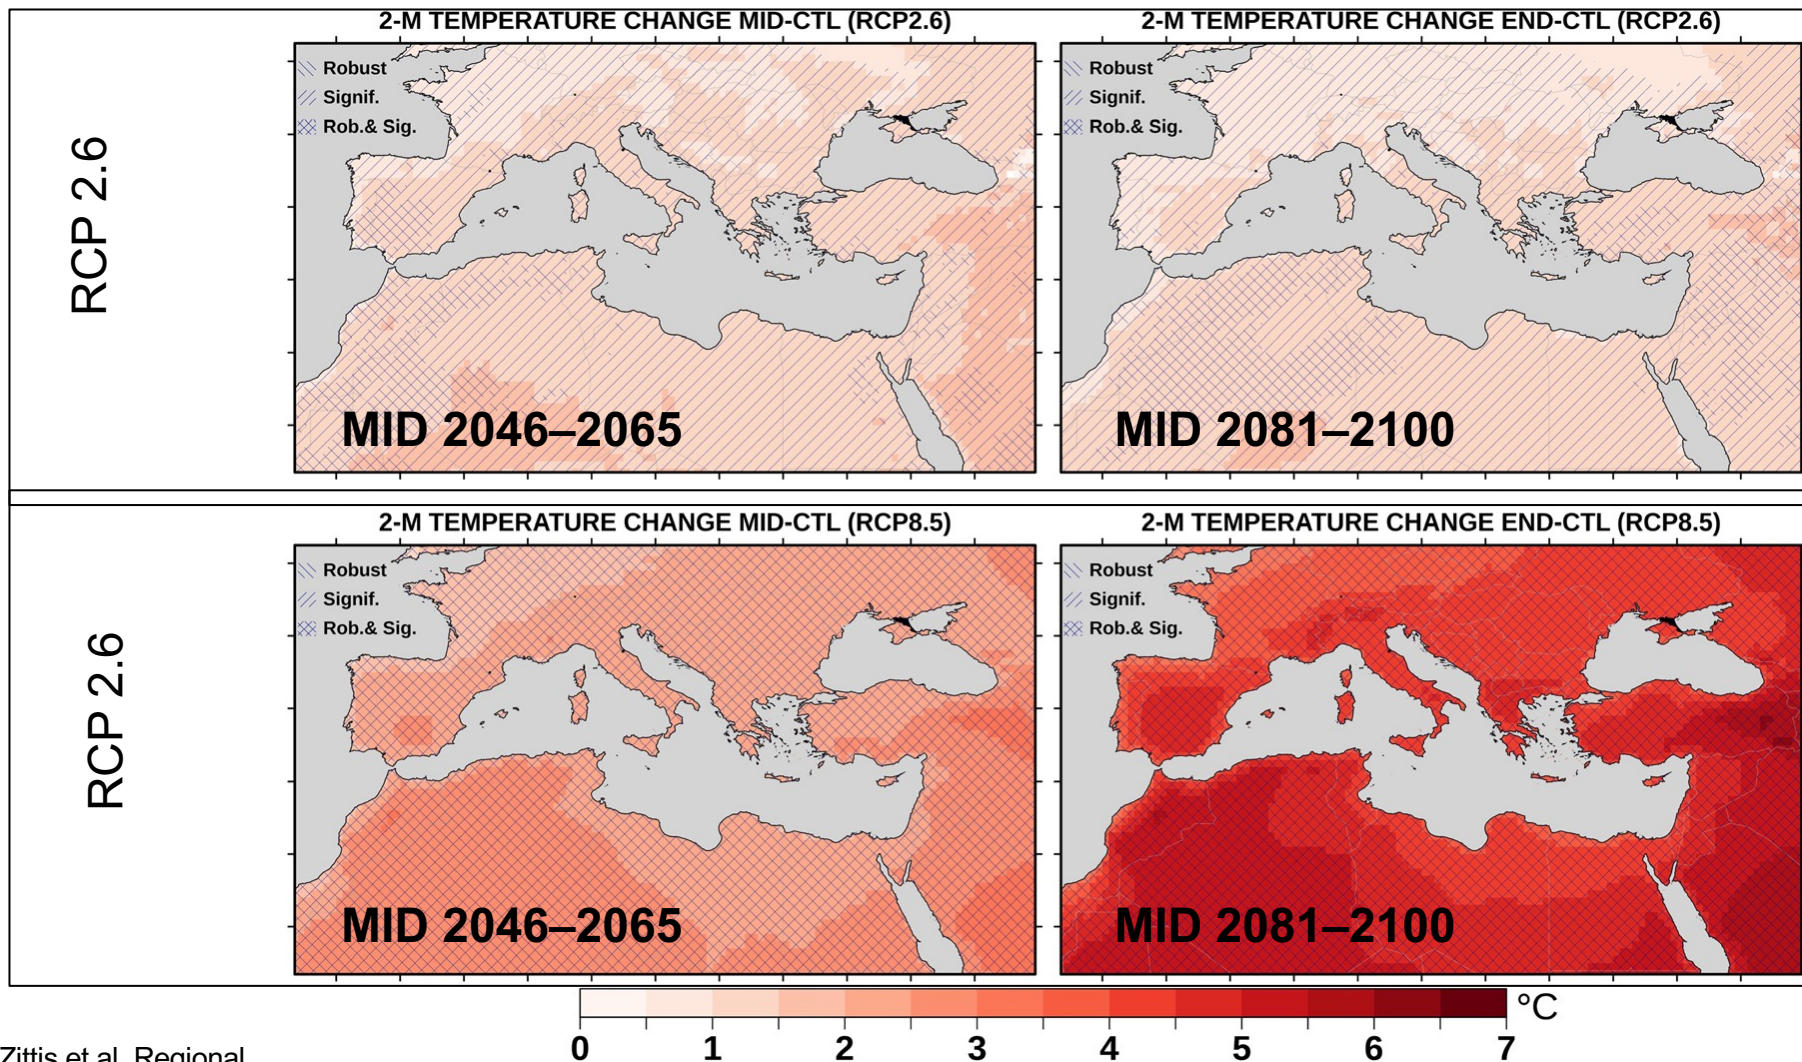 2-M TEMPERATURE CHANGE MID-CTL (RCP2.6)
2-M TEMPERATURE CHANGE END-CTL (RCP2.6)
RCP 2.6
Robust
Signif.
Rob.& Sig.
MID 2046–2065
Robust
Signif.
Rob.& Sig.
MID 2081–2100
2-M TEMPERATURE CHANGE MID-CTL (RCP8.5)
2-M TEMPERATURE CHANGE END-CTL (RCP8.5)
RCP 2.6
Robust
Signif.
Rob.& Sig.
MID 2046–2065
Robust
Signif.
Rob.& Sig.
MID 2081–2100
°C
0 1 2 3 4 5 6 7
Zittis et al. Regional